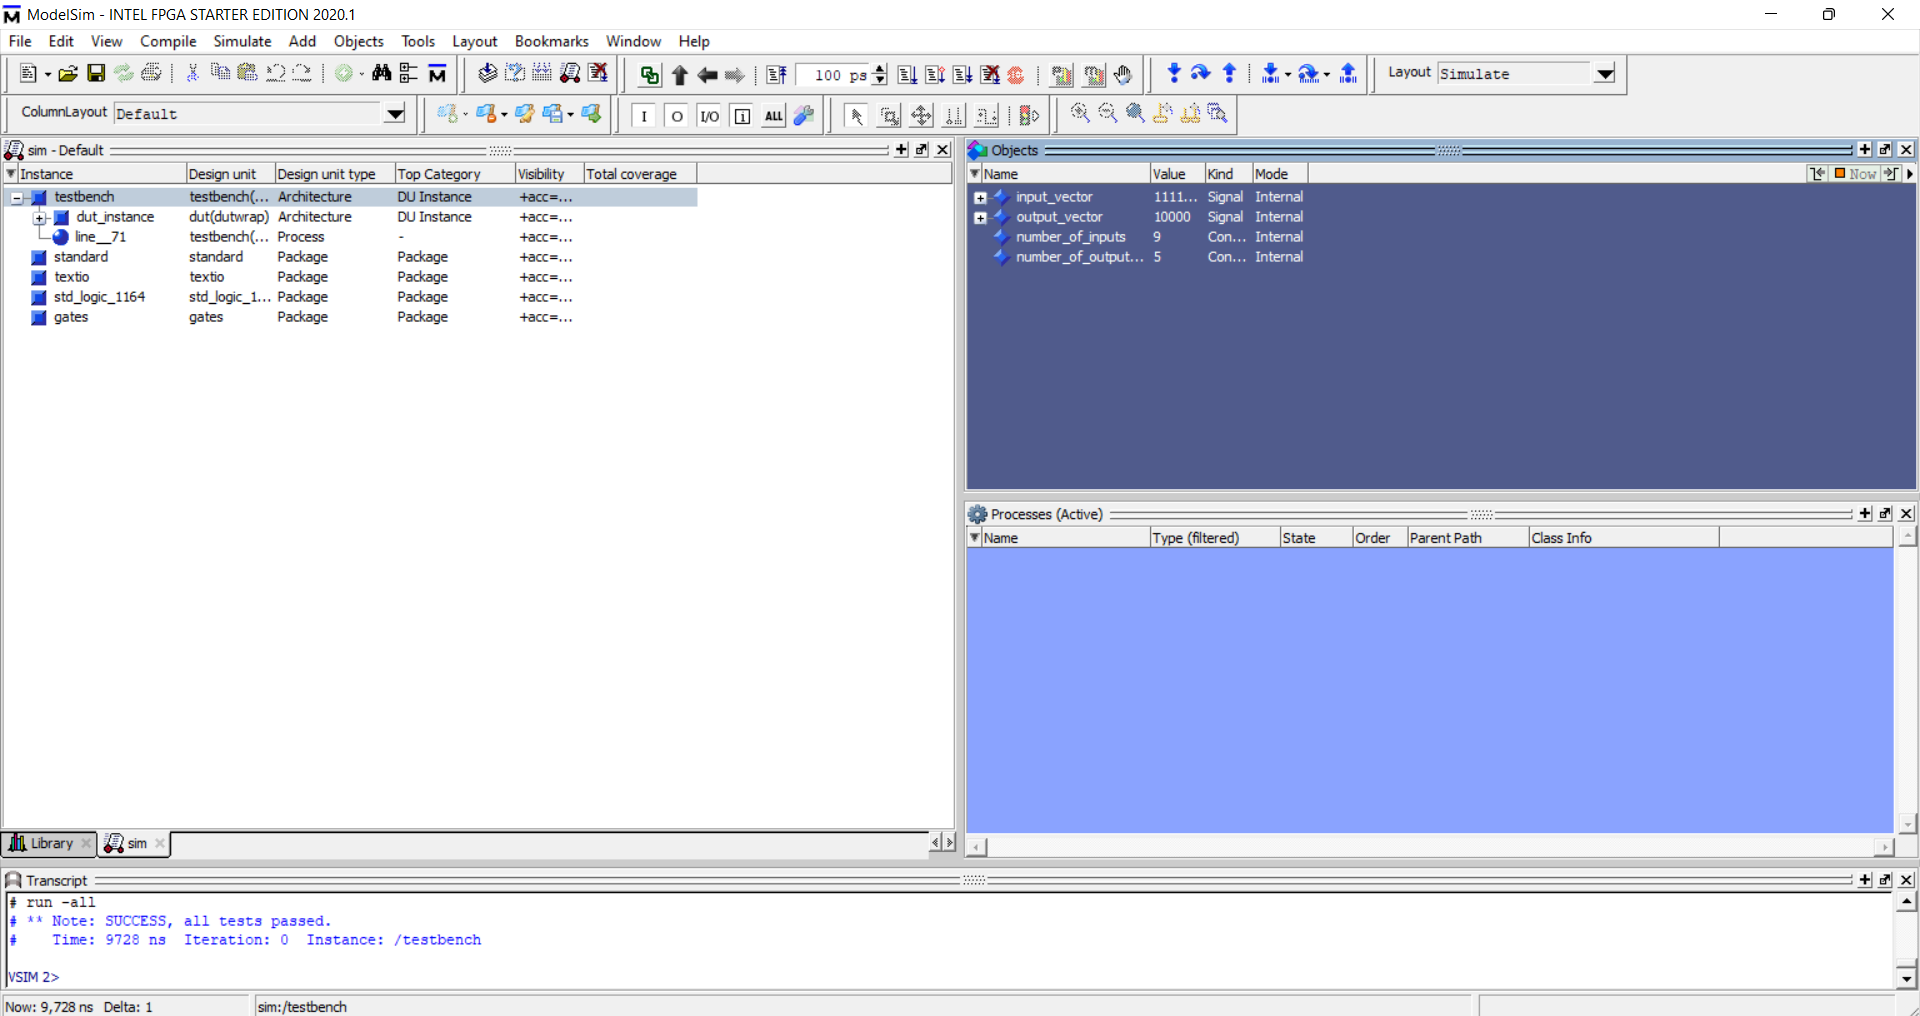 ModelSim - INTEL FPGA STARTER EDITION 2020.1
File Edit View Compile Simulate Add Objects Tools Layout Bookmarks Window Help
100 ps
Layout Simulate
ColumnLayout Default
I O I/O i ALL
sim - Default
Instance Design unit Design unit type Top Category Visibility Total coverage
testbench testbench(... Architecture DU Instance +acc=...
dut_instance dut(dutwrap) Architecture DU Instance +acc=...
line__71 testbench(... Process - +acc=...
standard standard Package Package +acc=...
textio textio Package Package +acc=...
std_logic_1164 std_logic_1... Package Package +acc=...
gates gates Package Package +acc=...
Library sim
Objects
Name Value Kind Mode Now
input_vector 1111... Signal Internal
output_vector 10000 Signal Internal
number_of_inputs 9 Con... Internal
number_of_output... 5 Con... Internal
Processes (Active)
Name Type (filtered) State Order Parent Path Class Info
Transcript
# run -all
# ** Note: SUCCESS, all tests passed.
#    Time: 9728 ns  Iteration: 0  Instance: /testbench
VSIM 2>
Now: 9,728 ns Delta: 1 sim:/testbench